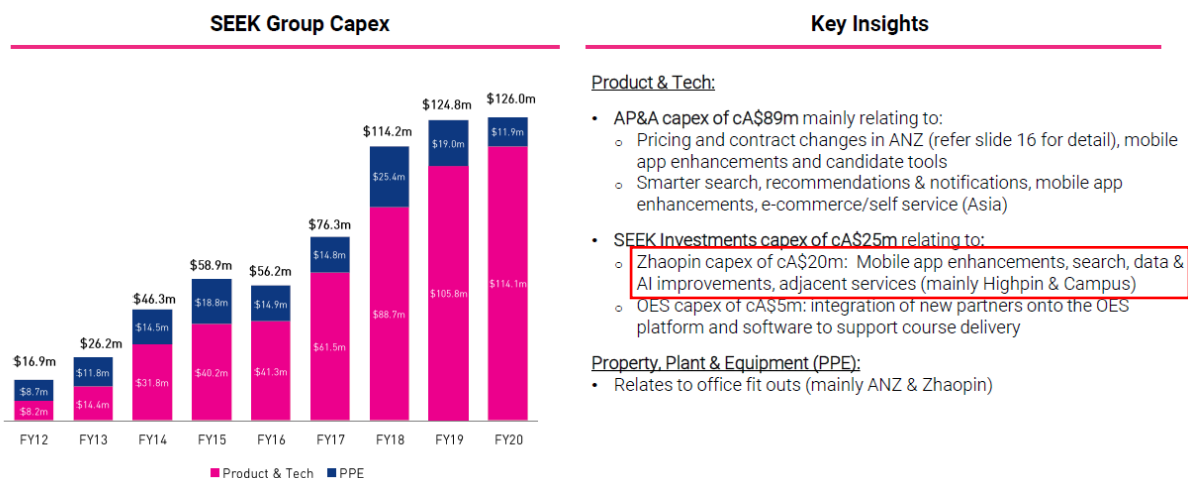 SEEK Group Capex
$16.9m
$26.2m
$46.3m
$58.9m
$56.2m
$76.3m
$114.2m
$124.8m
$126.0m
$8.7m
$11.8m
$14.5m
$18.8m
$14.9m
$14.8m
$25.4m
$19.0m
$11.9m
$8.2m
$14.4m
$31.8m
$40.2m
$41.3m
$61.5m
$88.7m
$105.8m
$114.1m
FY12 FY13 FY14 FY15 FY16 FY17 FY18 FY19 FY20
Product & Tech PPE
Key Insights
Product & Tech:
• AP&A capex of cA$89m mainly relating to:
o Pricing and contract changes in ANZ (refer slide 16 for detail), mobile
app enhancements and candidate tools
o Smarter search, recommendations & notifications, mobile app
enhancements, e-commerce/self service (Asia)
• SEEK Investments capex of cA$25m relating to:
o Zhaopin capex of cA$20m: Mobile app enhancements, search, data &
AI improvements, adjacent services (mainly Highpin & Campus)
o OES capex of cA$5m: integration of new partners onto the OES
platform and software to support course delivery
Property, Plant & Equipment (PPE):
• Relates to office fit outs (mainly ANZ & Zhaopin)